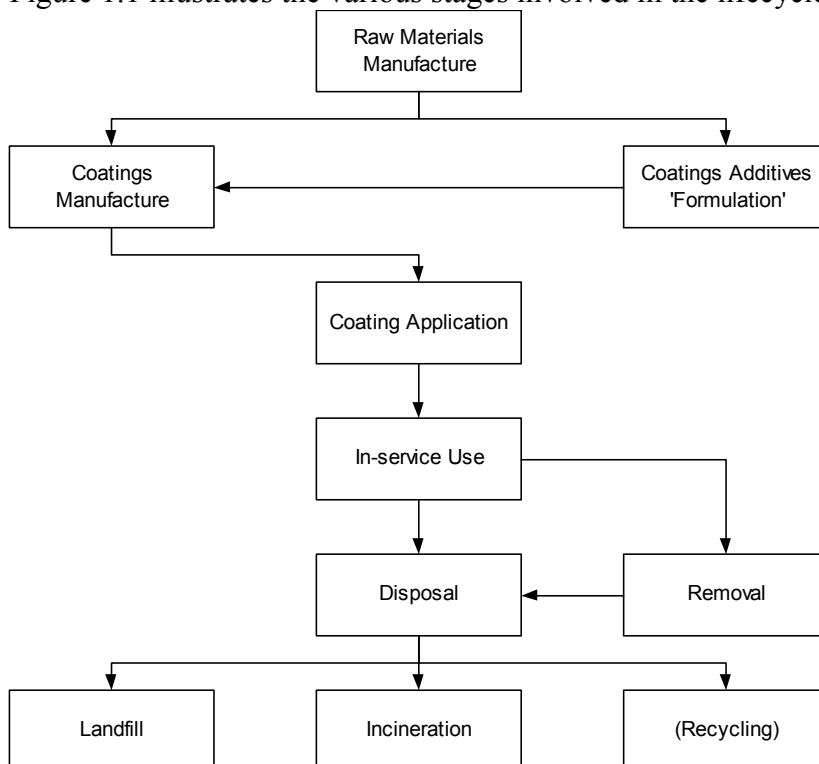 Figure 1.1 illustrates the various stages involved in the lifecycle
Raw Materials
Manufacture
Coatings
Manufacture
Coatings Additives
'Formulation'
Coating Application
In-service Use
Disposal
Removal
Landfill
Incineration
(Recycling)